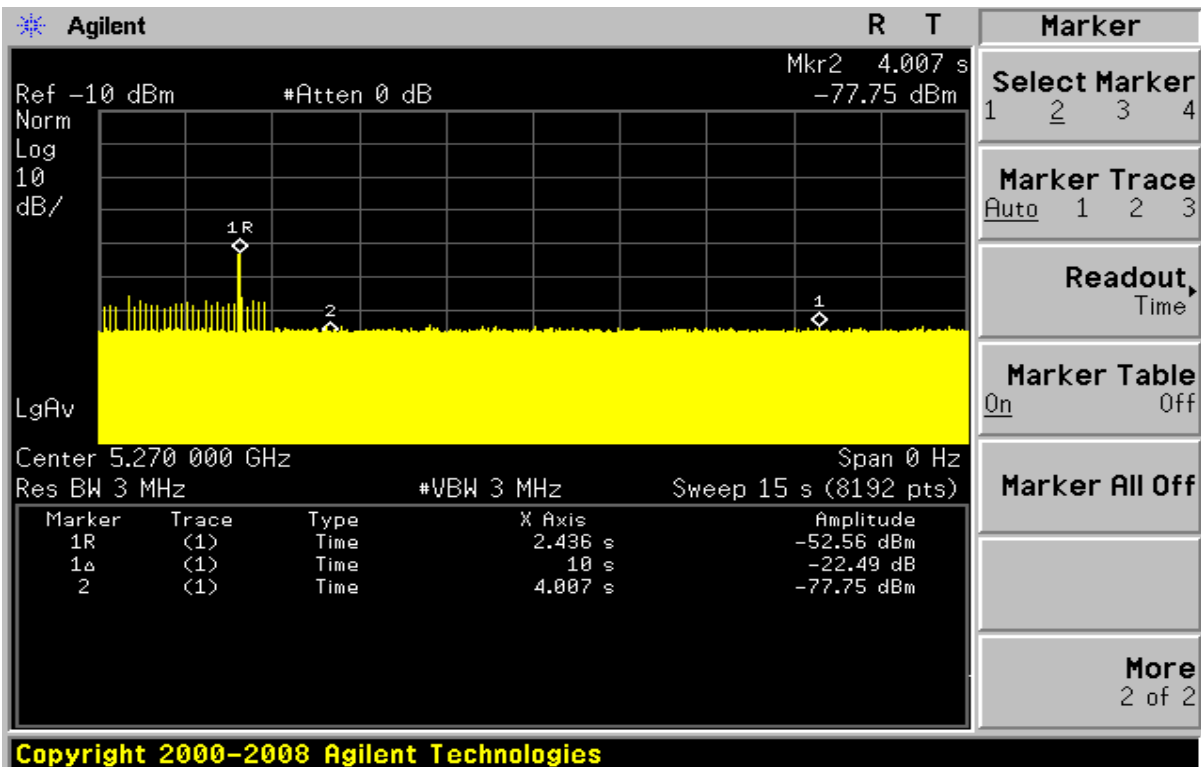 Agilent R T
Mkr2 4.007 s
Ref −10 dBm #Atten 0 dB −77.75 dBm
Norm
Log
10
dB/
1R
2
1
LgAv
Center 5.270 000 GHz Span 0 Hz
Res BW 3 MHz #VBW 3 MHz Sweep 15 s (8192 pts)
Marker Trace Type X Axis Amplitude
1R (1) Time 2.436 s −52.56 dBm
1Δ (1) Time 10 s −22.49 dB
2 (1) Time 4.007 s −77.75 dBm
Marker
Select Marker
1 2 3 4
Marker Trace
Auto 1 2 3
Readout
Time
Marker Table
On Off
Marker All Off
More
2 of 2
Copyright 2000−2008 Agilent Technologies